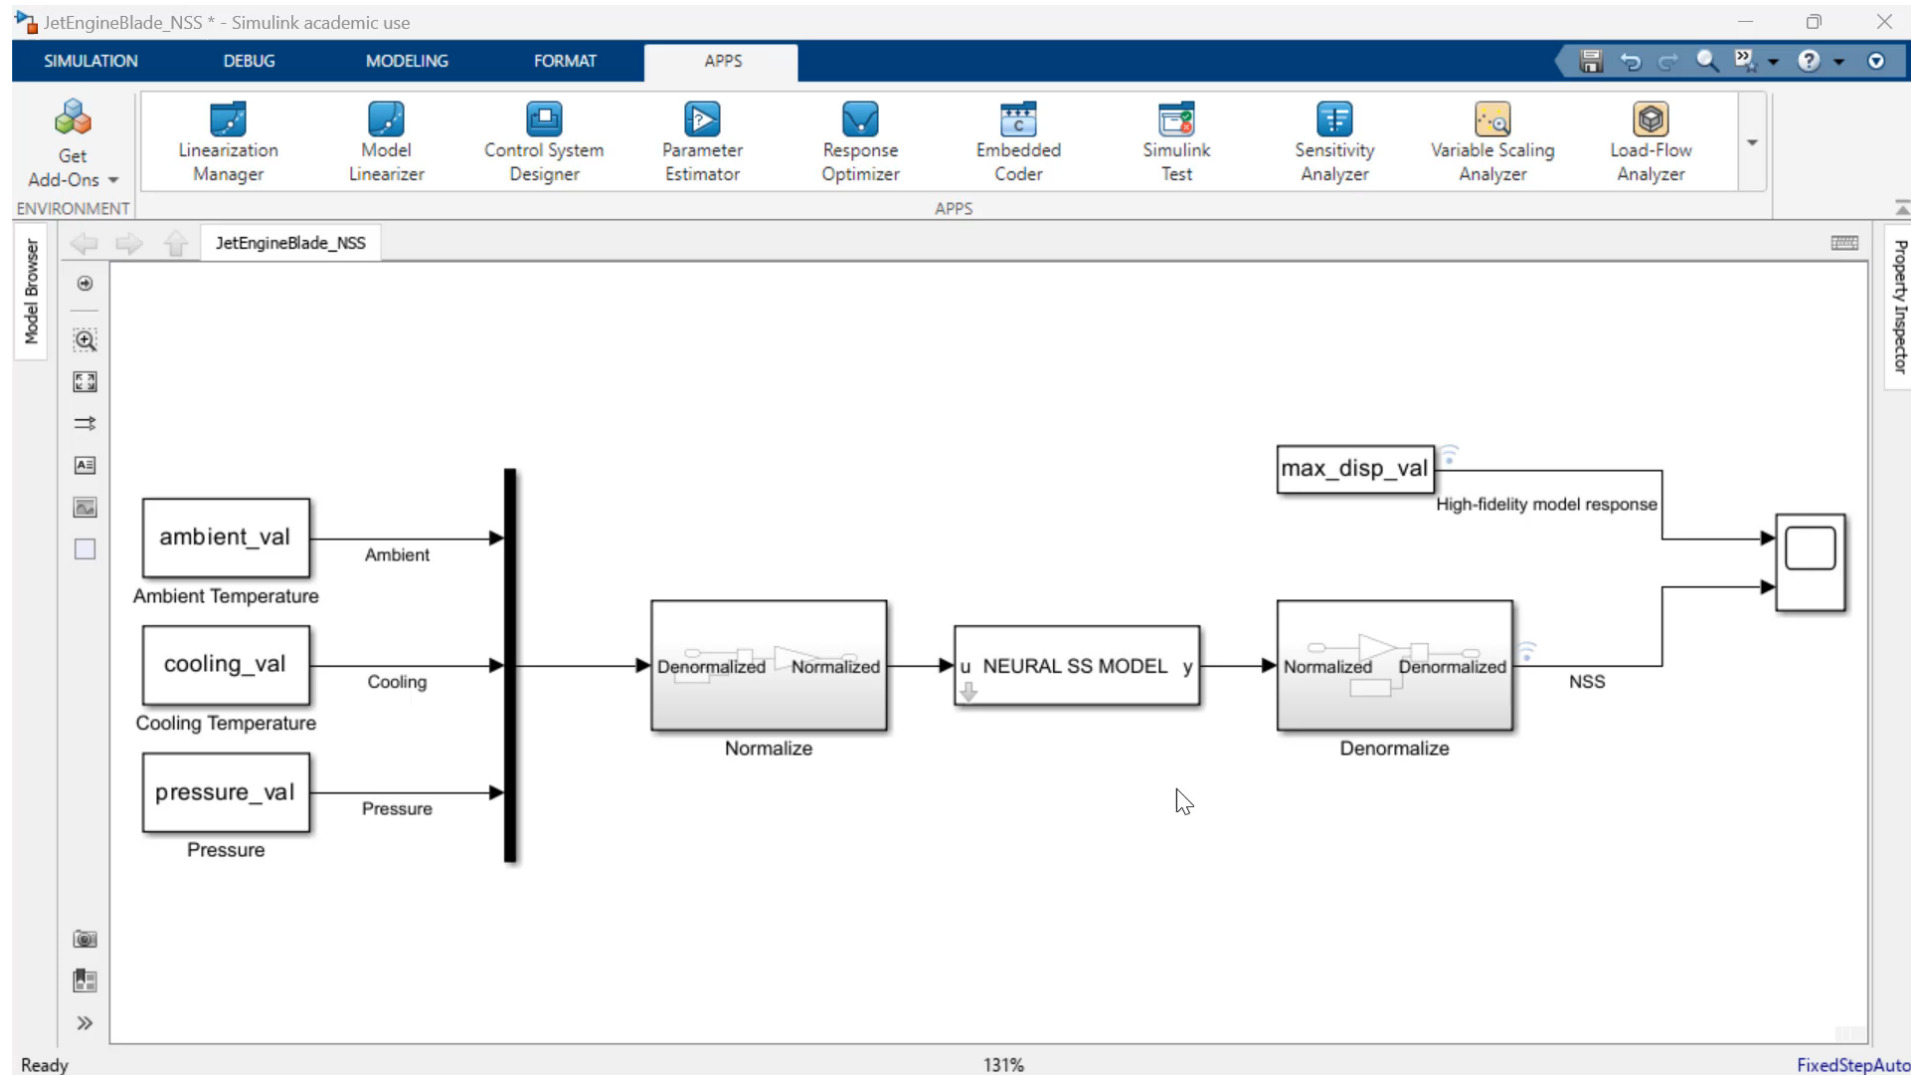 JetEngineBlade_NSS * - Simulink academic use
SIMULATION
DEBUG
MODELING
FORMAT
APPS
Get
Add-Ons
Linearization
Manager
Model
Linearizer
Control System
Designer
Parameter
Estimator
Response
Optimizer
C
Embedded
Coder
Simulink
Test
Sensitivity
Analyzer
Variable Scaling
Analyzer
Load-Flow
Analyzer
ENVIRONMENT
APPS
Model Browser
JetEngineBlade_NSS
Property Inspector
max_disp_val
High-fidelity model response
ambient_val
Ambient
Ambient Temperature
cooling_val
Cooling
Cooling Temperature
pressure_val
Pressure
Pressure
Denormalized Normalized
Normalize
u NEURAL SS MODEL y
Normalized Denormalized
Denormalize
NSS
Ready
131%
FixedStepAuto